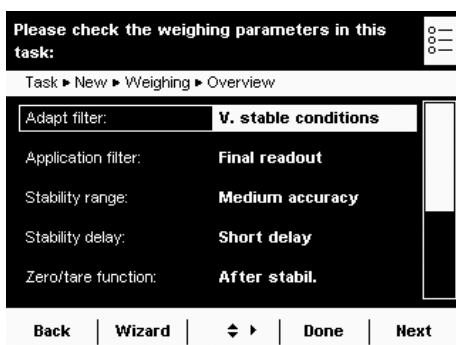 Please check the weighing parameters in this
task:
Task ▸ New ▸ Weighing ▸ Overview
Adapt filter: V. stable conditions
Application filter: Final readout
Stability range: Medium accuracy
Stability delay: Short delay
Zero/tare function: After stabil.
Back Wizard Done Next